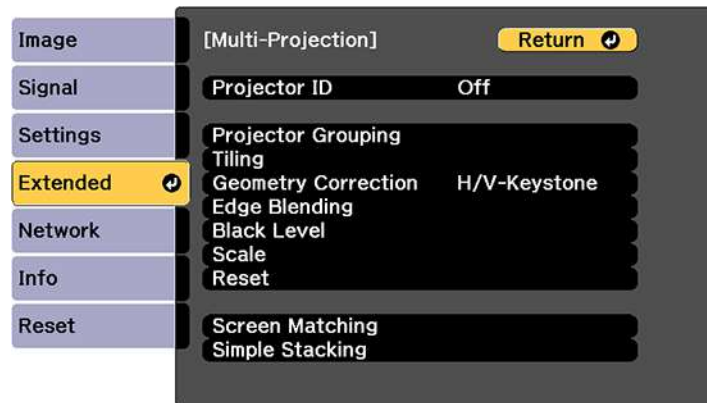 Image
Signal
Settings
Extended
Network
Info
Reset
[Multi-Projection] Return
Projector ID Off
Projector Grouping
Tiling
Geometry Correction H/V-Keystone
Edge Blending
Black Level
Scale
Reset
Screen Matching
Simple Stacking